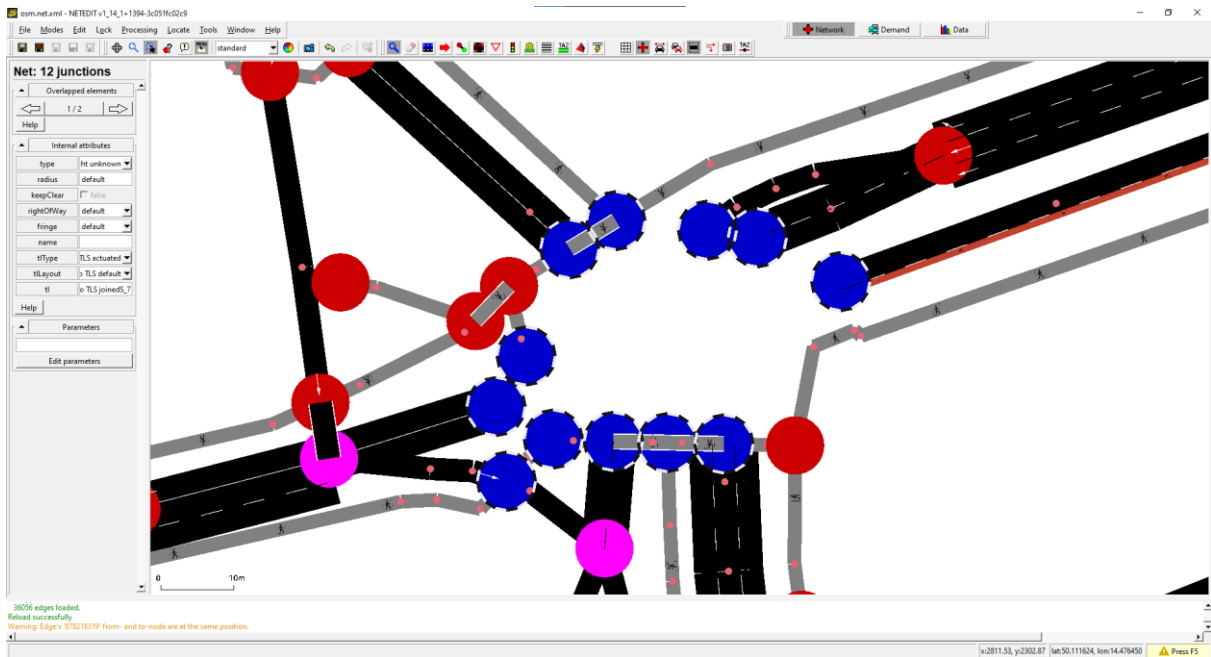 osm.net.xml - NETEDIT v1_14_1+1394-3c051fc02c9
File Modes Edit Lock Processing Locate Tools Window Help
Network Demand Data
standard
Net: 12 junctions
Overlapped elements
1 / 2
Help
Internal attributes
type ht unknown
radius default
keepClear false
rightOfWay default
fringe default
name
tlType TLS actuated
tlLayout TLS default
tl o TLS joinedS_7
Help
Parameters
Edit parameters
0 10m
36056 edges loaded.
Reload successfully
Warning: Edge's '878218319' from- and to-node are at the same position.
x:2811.53, y:2302.87 lat:50.111624, lon:14.476450 Press F5